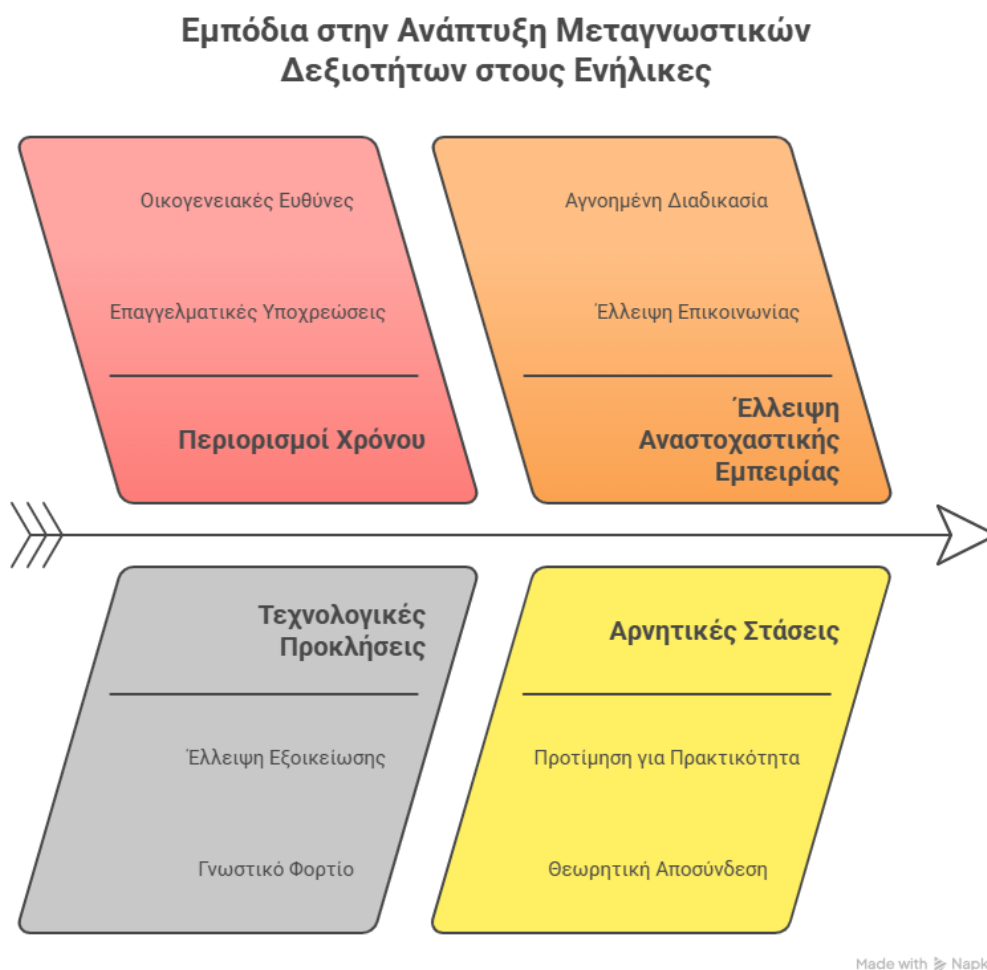 Εμπόδια στην Ανάπτυξη Μεταγνωστικών
Δεξιοτήτων στους Ενήλικες
Οικογενειακές Ευθύνες
Επαγγελματικές Υποχρεώσεις
Περιορισμοί Χρόνου
Αγνοημένη Διαδικασία
Έλλειψη Επικοινωνίας
Έλλειψη
Αναστοχαστικής
Εμπειρίας
Τεχνολογικές
Προκλήσεις
Έλλειψη Εξοικείωσης
Γνωστικό Φορτίο
Αρνητικές Στάσεις
Προτίμηση για Πρακτικότητα
Θεωρητική Αποσύνδεση
Made with Napk